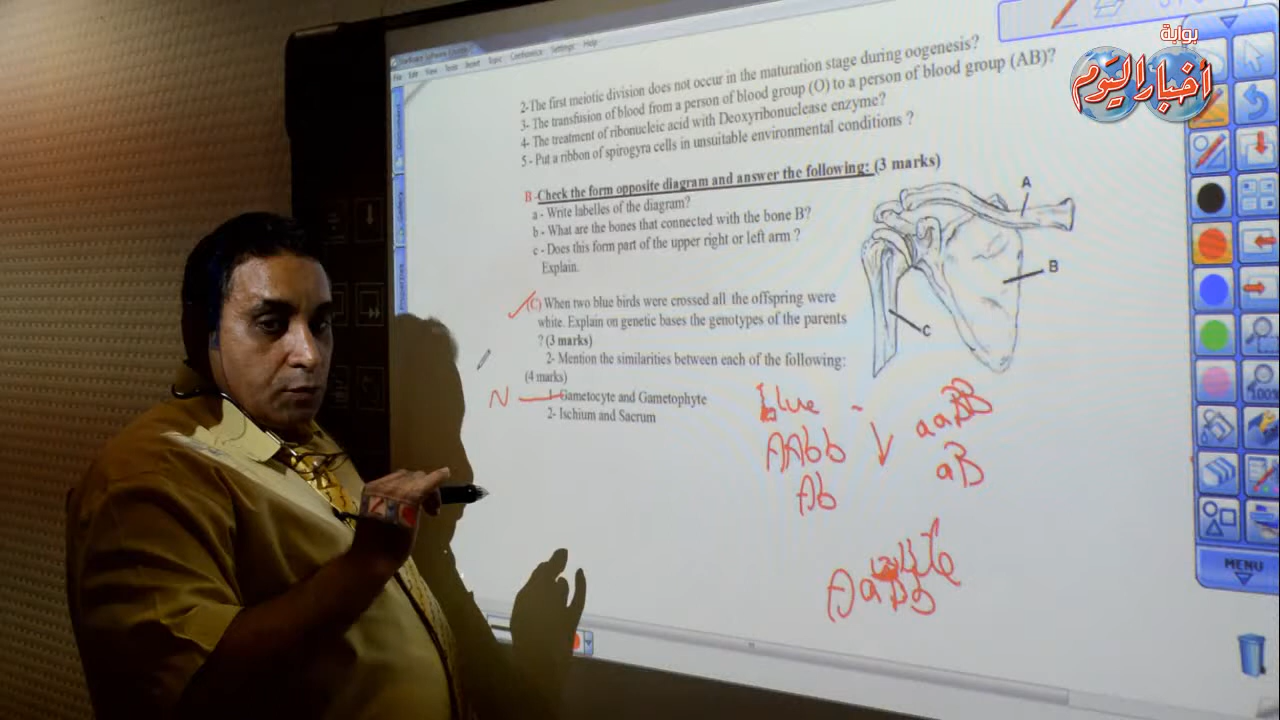 بوابة
أخبار اليوم
2-The first meiotic division does not occur in the maturation stage during oogenesis?
3- The transfusion of blood from a person of blood group (O) to a person of blood group (AB)?
4- The treatment of ribonucleic acid with Deoxyribonuclease enzyme?
5- Put a ribbon of spirogyra cells in unsuitable environmental conditions ?
B -Check the form opposite diagram and answer the following: (3 marks)
a - Write labelles of the diagram?
b - What are the bones that connected with the bone B?
c - Does this form part of the upper right or left arm ?
Explain.
A
B
C
(C) When two blue birds were crossed all the offspring were
white. Explain on genetic bases the genotypes of the parents
? (3 marks)
2- Mention the similarities between each of the following:
(4 marks)
N
1- Gametocyte and Gametophyte
2- Ischium and Sacrum
blue -
AAbb
aaBB
Ab
aB
white
AaBb
MENU